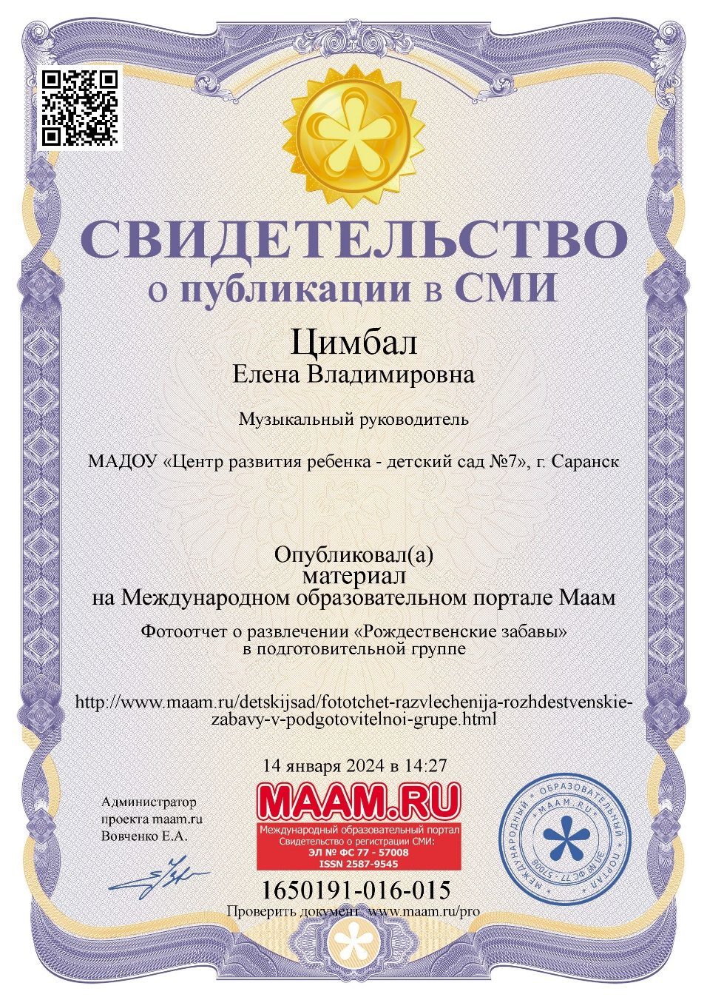 СВИДЕТЕЛЬСТВО
о публикации в СМИ
Цимбал
Елена Владимировна
Музыкальный руководитель
МАДОУ «Центр развития ребенка - детский сад №7», г. Саранск
Опубликовал(а)
материал
на Международном образовательном портале Маам
Фотоотчет о развлечении «Рождественские забавы»
в подготовительной группе
http://www.maam.ru/detskijsad/fototchet-razvlechenija-rozhdestvenskie-
zabavy-v-podgotovitelnoi-grupe.html
14 января 2024 в 14:27
Администратор
проекта maam.ru
Вовченко Е.А.
MAAM.RU
Международный образовательный портал
Свидетельство о регистрации СМИ:
ЭЛ № ФС 77 - 57008
ISSN 2587-9545
1650191-016-015
Проверить документ: www.maam.ru/pro
* МЕЖДУНАРОДНЫЙ * ОБРАЗОВАТЕЛЬНЫЙ * ПОРТАЛ *
* MAAM.RU *
ЭЛ № ФС 77 - 57008